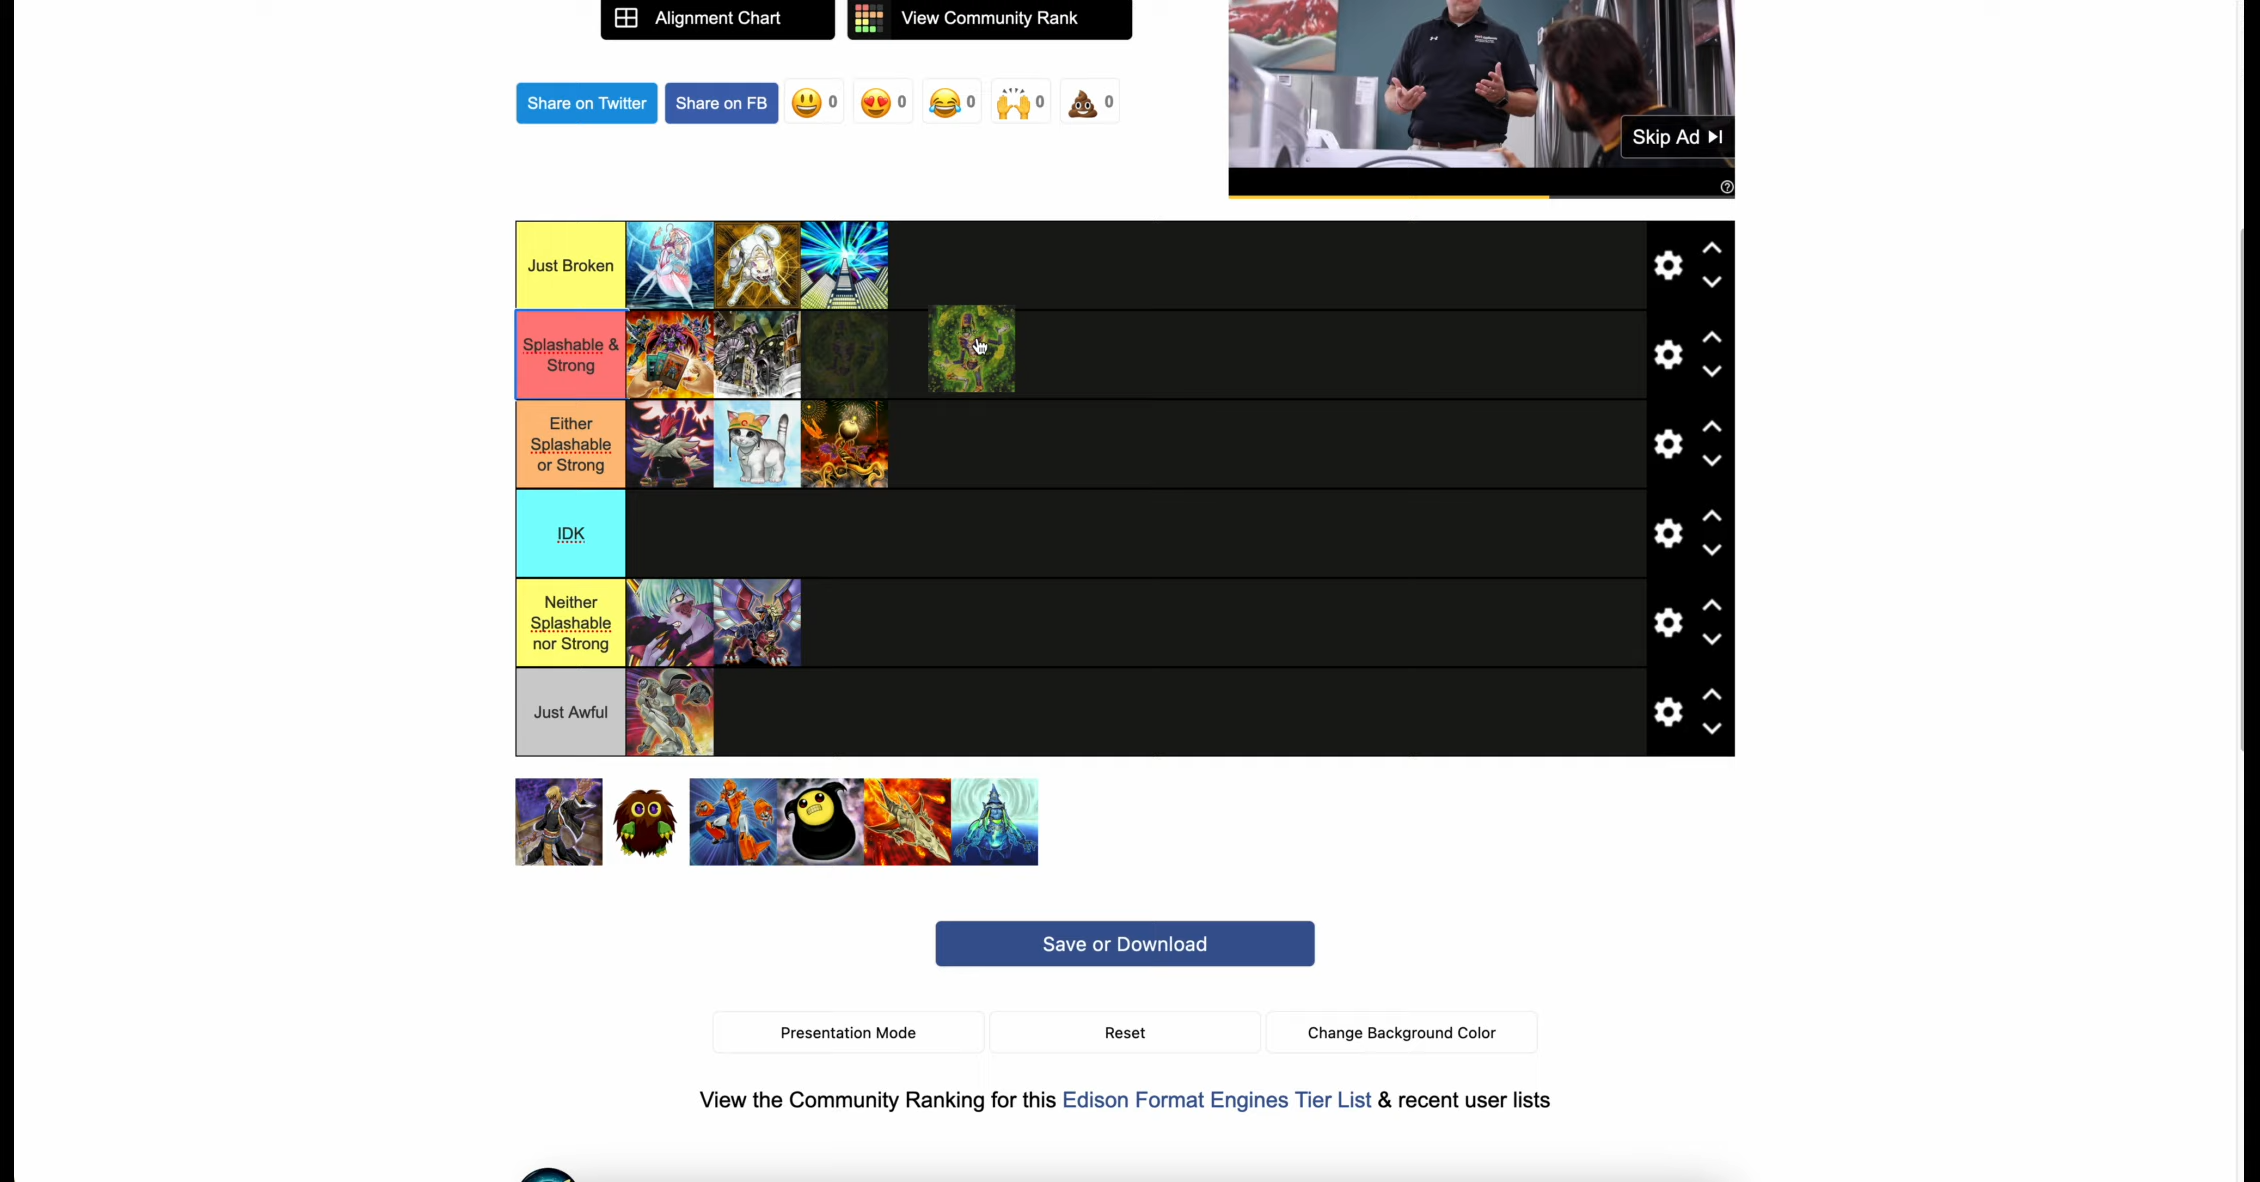 Alignment Chart
View Community Rank
Share on Twitter
Share on FB
0
0
0
0
0
Skip Ad
Just Broken
Splashable &
Strong
Either
Splashable
or Strong
IDK
Neither
Splashable
nor Strong
Just Awful
Save or Download
Presentation Mode
Reset
Change Background Color
View the Community Ranking for this Edison Format Engines Tier List & recent user lists